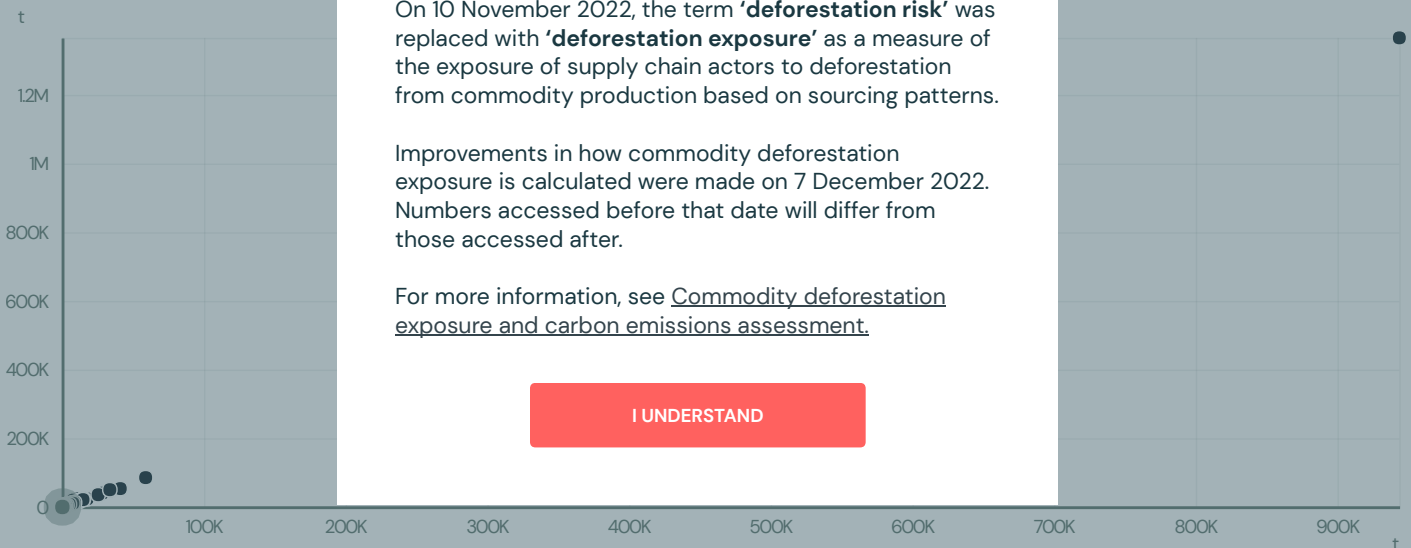 t
On 10 November 2022, the term ‘deforestation risk’ was
replaced with ‘deforestation exposure’ as a measure of
the exposure of supply chain actors to deforestation
from commodity production based on sourcing patterns.
Improvements in how commodity deforestation
exposure is calculated were made on 7 December 2022.
Numbers accessed before that date will differ from
those accessed after.
For more information, see Commodity deforestation
exposure and carbon emissions assessment.
I UNDERSTAND
1.2M
1M
800K
600K
400K
200K
0
100K 200K 300K 400K 500K 600K 700K 800K 900K
t